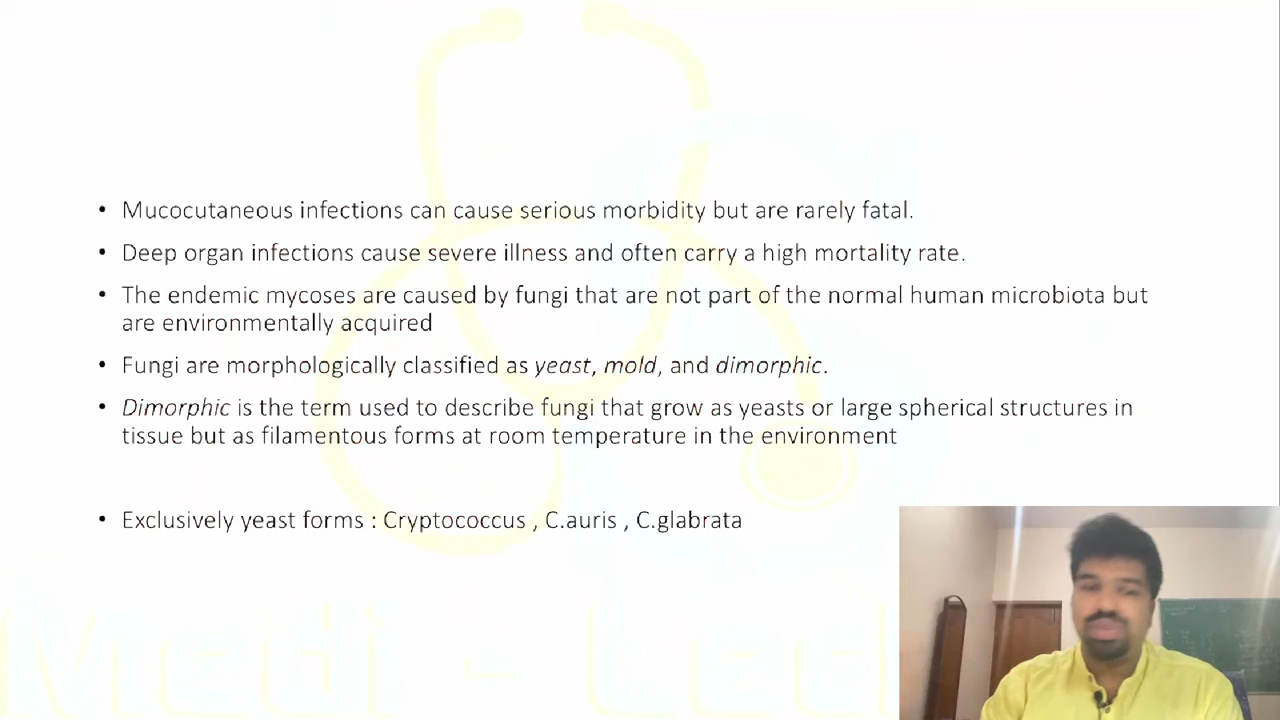 • Mucocutaneous infections can cause serious morbidity but are rarely fatal.
• Deep organ infections cause severe illness and often carry a high mortality rate.
• The endemic mycoses are caused by fungi that are not part of the normal human microbiota but
are environmentally acquired
• Fungi are morphologically classified as yeast, mold, and dimorphic.
• Dimorphic is the term used to describe fungi that grow as yeasts or large spherical structures in
tissue but as filamentous forms at room temperature in the environment
• Exclusively yeast forms : Cryptococcus , C.auris , C.glabrata
Medi - Lec